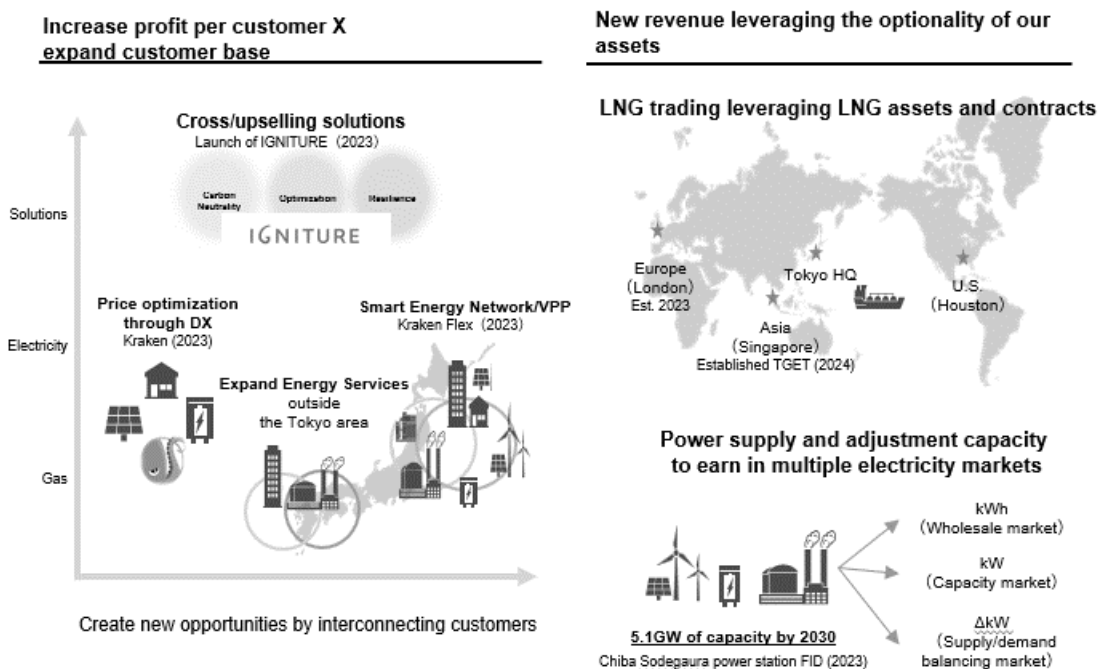 Increase profit per customer X
expand customer base
Cross/upselling solutions
Launch of IGNITURE (2023)
Carbon
Neutrality
Optimization
Resilience
IGNITURE
Solutions
Electricity
Gas
Price optimization
through DX
Kraken (2023)
Smart Energy Network/VPP
Kraken Flex (2023)
Expand Energy Services
outside
the Tokyo area
Create new opportunities by interconnecting customers
New revenue leveraging the optionality of our
assets
LNG trading leveraging LNG assets and contracts
Europe
(London)
Est. 2023
Tokyo HQ
U.S.
(Houston)
Asia
(Singapore)
Established TGET (2024)
Power supply and adjustment capacity
to earn in multiple electricity markets
kWh
(Wholesale market)
kW
(Capacity market)
ΔkW
(Supply/demand
balancing market)
5.1GW of capacity by 2030
Chiba Sodegaura power station FID (2023)